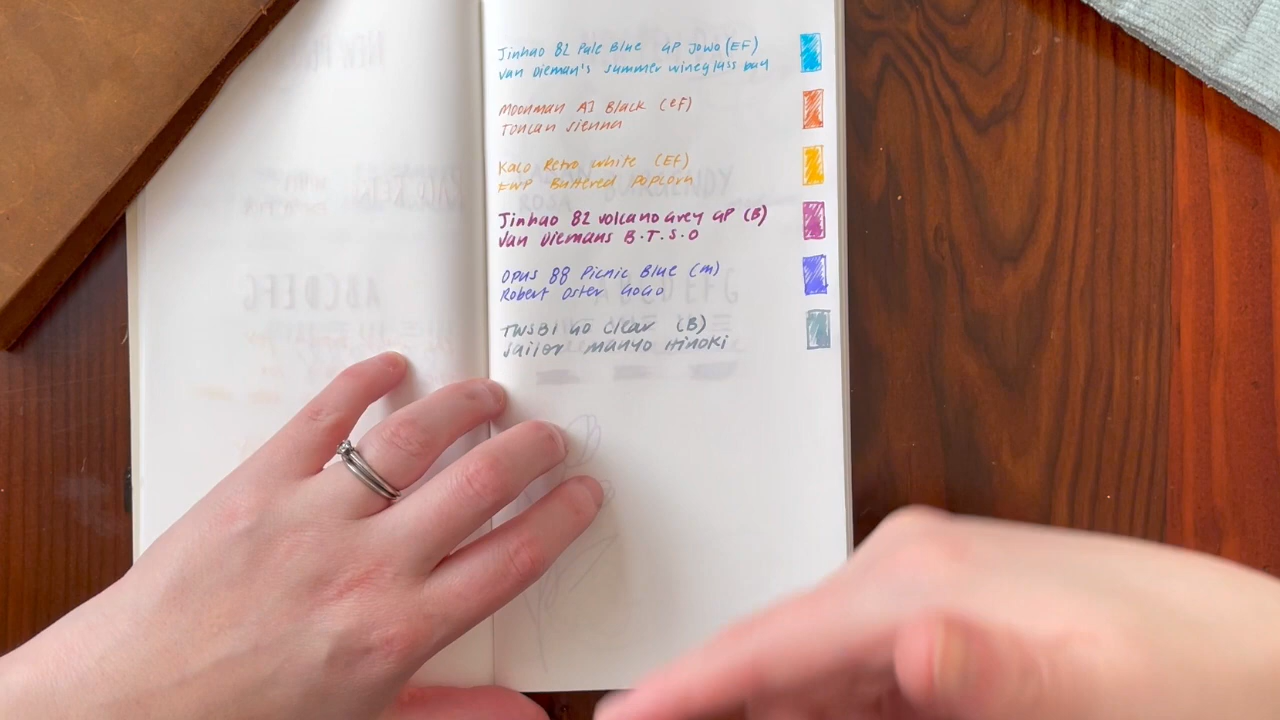 Jinhao 82 Pale Blue GP Jowo (EF)
Van Dieman's summer wineglass bay
Moonman A1 Black (EF)
Toucan Sienna
Kaco Retro white (EF)
FWP Buttered Popcorn
Jinhao 82 volcano Grey GP (B)
Van Diemans B.T.S.O
Opus 88 Picnic Blue (m)
Robert Oster GoGo
TWSBI GO Clear (B)
Sailor Manyo Hinoki